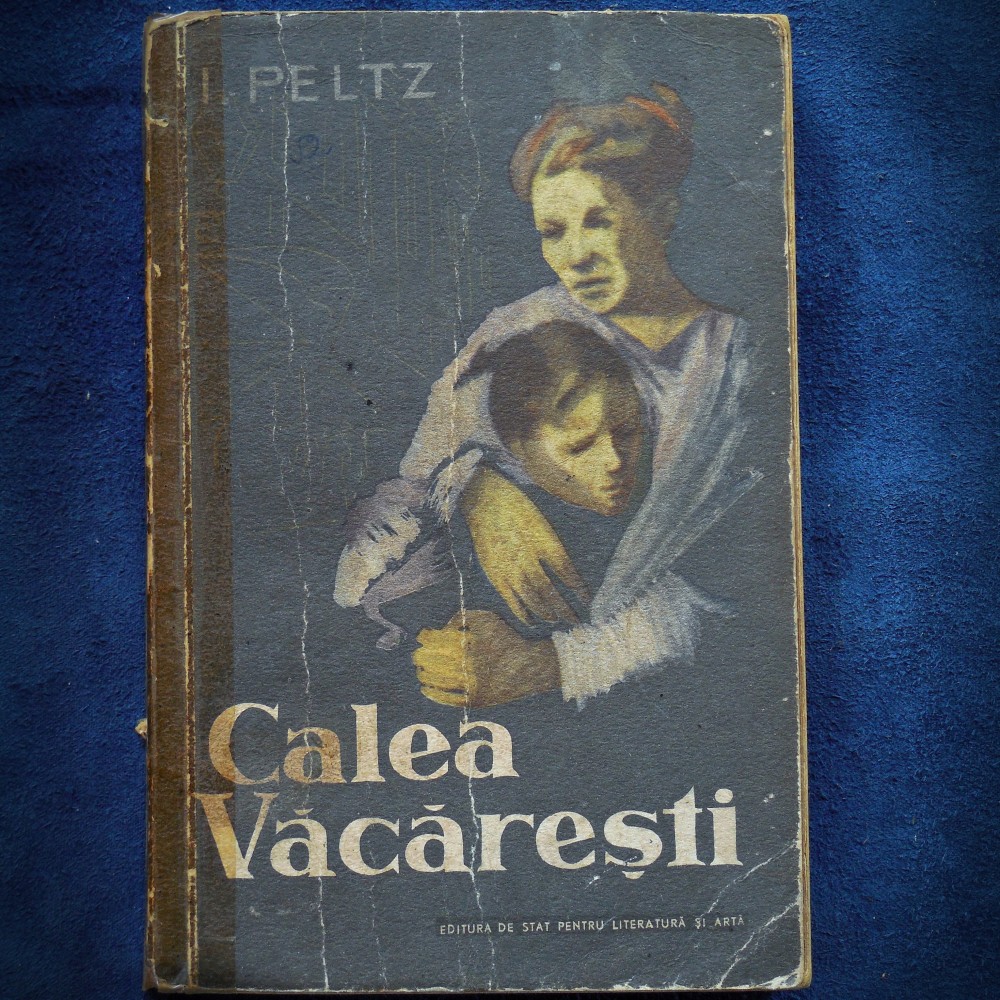 I. PELTZ
Calea
Văcărești
EDITURA DE STAT PENTRU LITERATURĂ ȘI ARTĂ